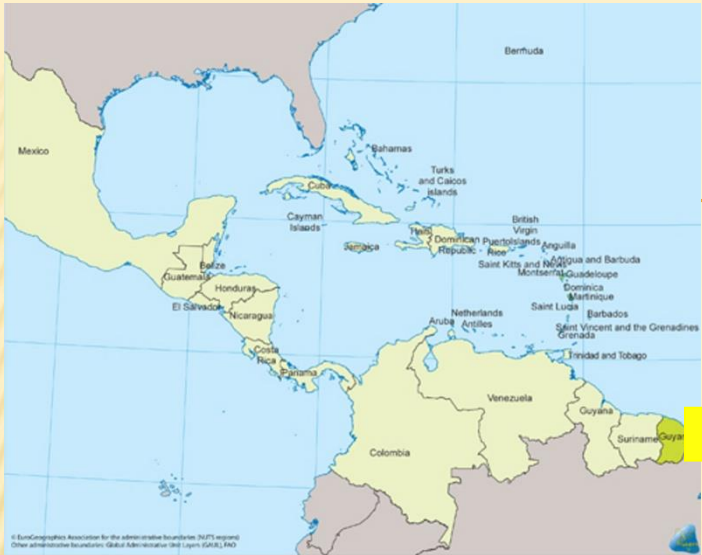 Bermuda
Mexico
Bahamas
Turks
and Caicos
islands
Cuba
Cayman
Islands
Haiti
Jamaica
Dominican
Republic
Puerto
Rico
British
Virgin
Islands
Anguilla
Saint Kitts and Nevis
Antigua and Barbuda
Montserrat
Guadeloupe
Dominica
Martinique
Saint Lucia
Barbados
Saint Vincent and the Grenadines
Grenada
Trinidad and Tobago
Netherlands
Antilles
Aruba
Belize
Guatemala
Honduras
El Salvador
Nicaragua
Costa
Rica
Panama
Venezuela
Guyana
Suriname
Guyan
Colombia
© EuroGeographics Association for the administrative boundaries (NUTS regions)
Other administrative boundaries: Global Administrative Unit Layers (GAUL), FAO